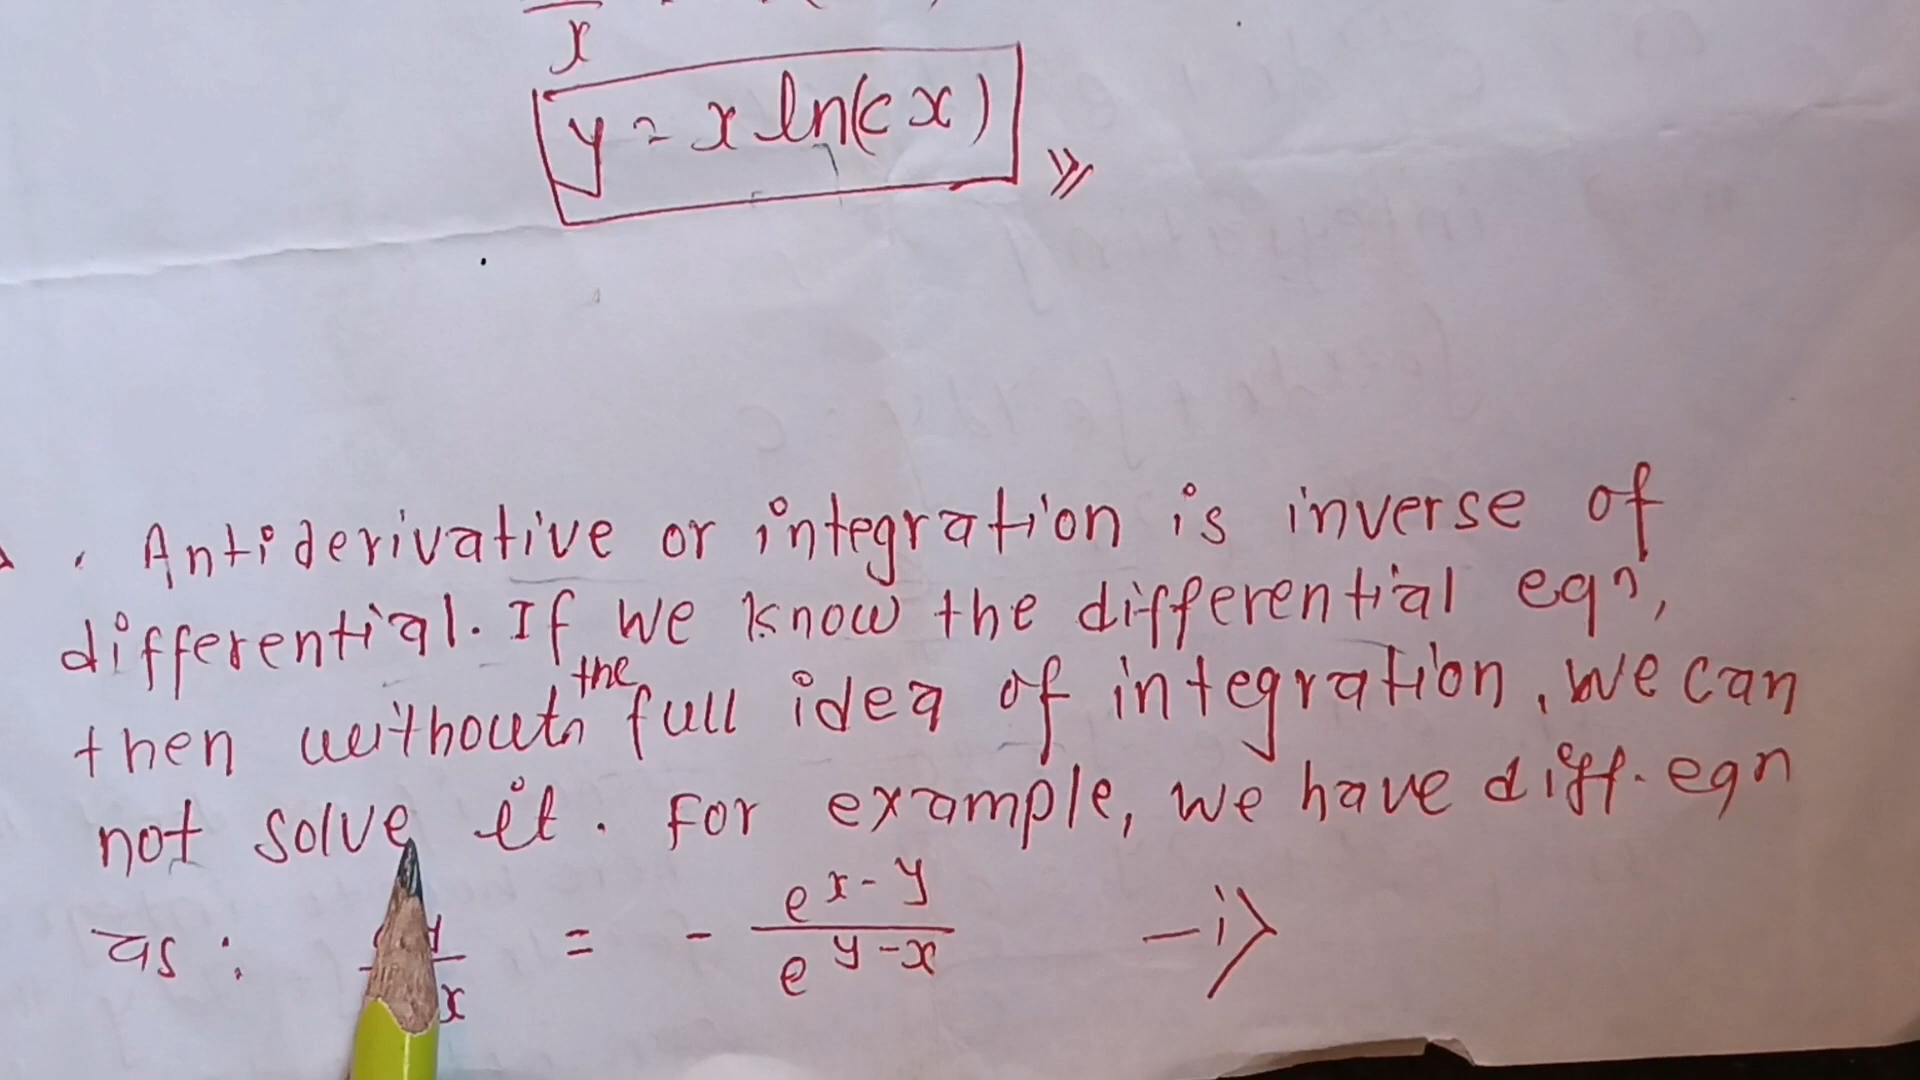 x
y = x ln(cx)
. Antiderivative or integration is inverse of
differential. If we know the differential eqn,
then without the full idea of integration, we can
not solve it. For example, we have diff. eqn
as : x = - e^{x-y} / e^{y-x} -i>